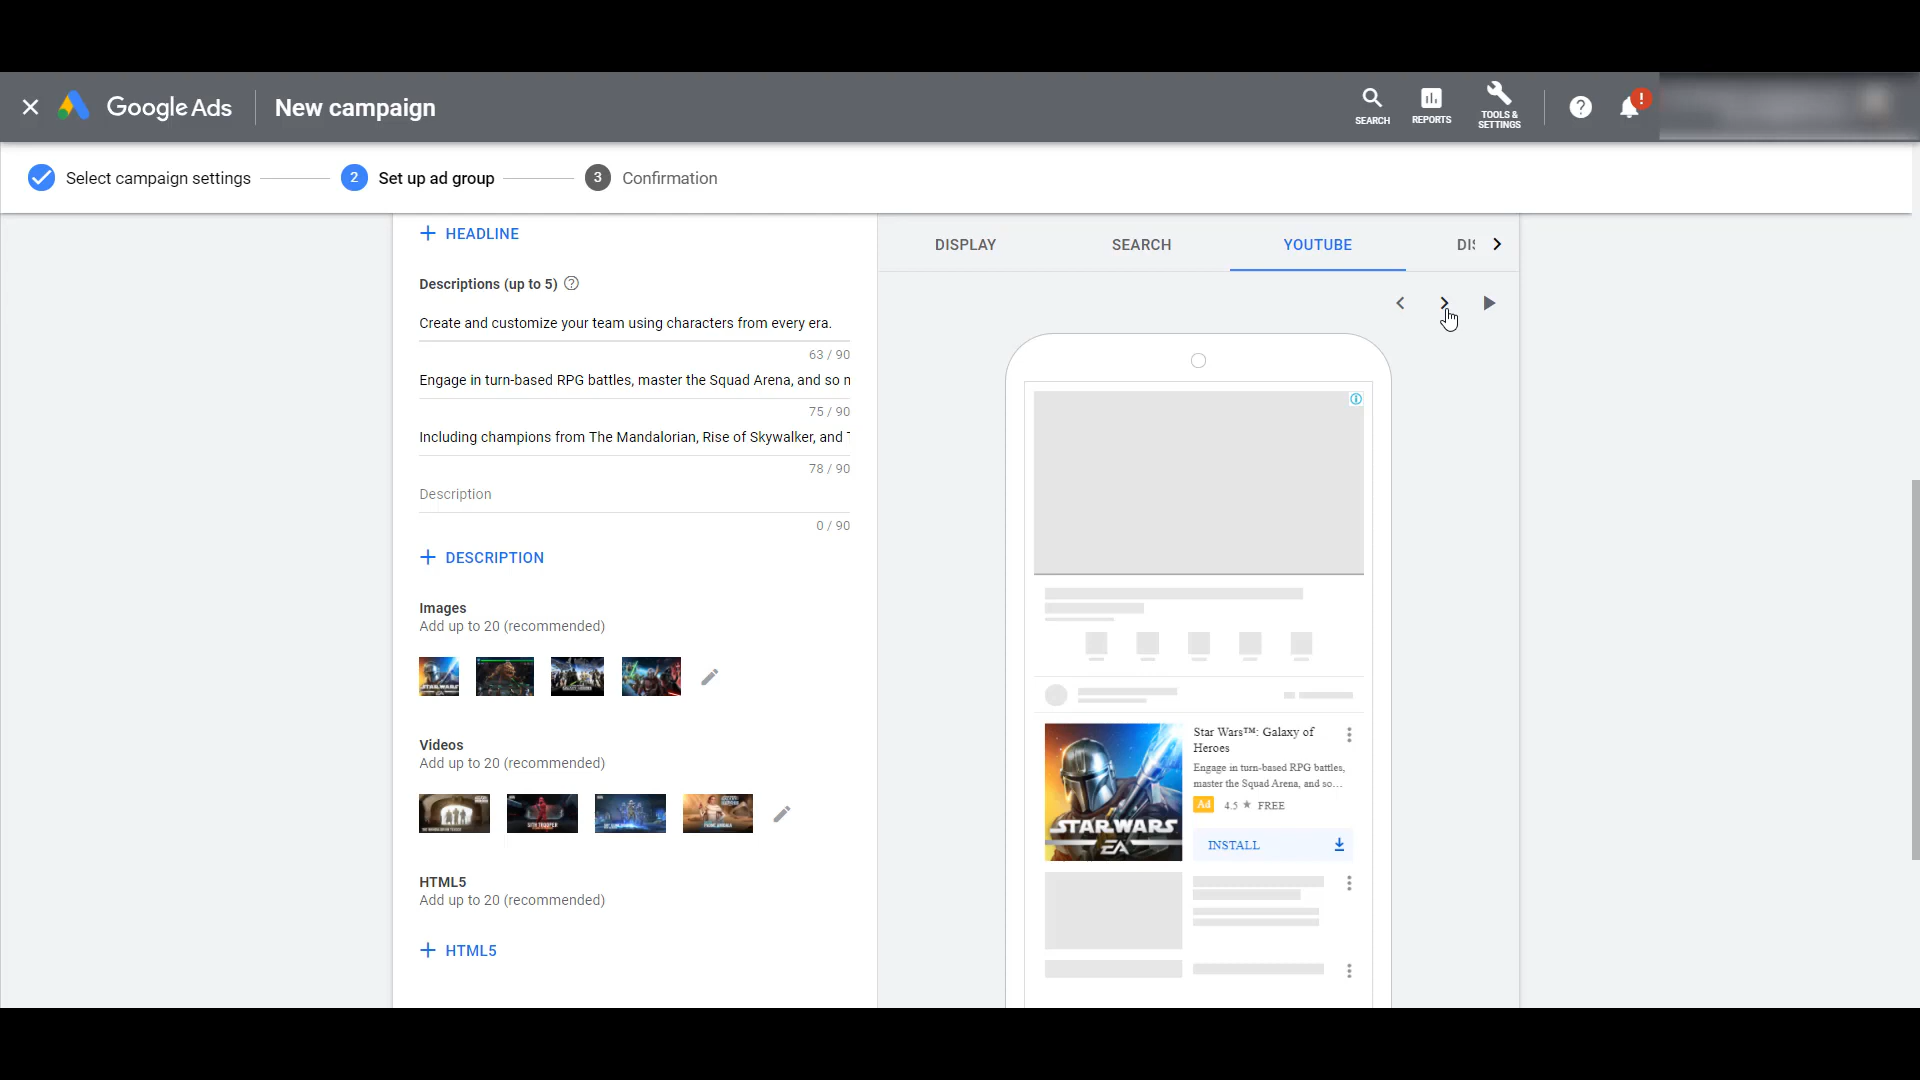 Google Ads
New campaign
SEARCH
REPORTS
TOOLS &
SETTINGS
?
!
Select campaign settings
2
Set up ad group
3
Confirmation
+ HEADLINE
DISPLAY
SEARCH
YOUTUBE
DIS
Descriptions (up to 5) ?
Create and customize your team using characters from every era.
63 / 90
Engage in turn-based RPG battles, master the Squad Arena, and so
75 / 90
Including champions from The Mandalorian, Rise of Skywalker, and
78 / 90
Description
0 / 90
+ DESCRIPTION
Images
Add up to 20 (recommended)
Videos
Add up to 20 (recommended)
SITH TROOPER
HTML5
Add up to 20 (recommended)
+ HTML5
STAR WARS
EA
Star Wars™: Galaxy of
Heroes
Engage in turn-based RPG battles,
master the Squad Arena, and so...
Ad 4.5 ★ FREE
INSTALL